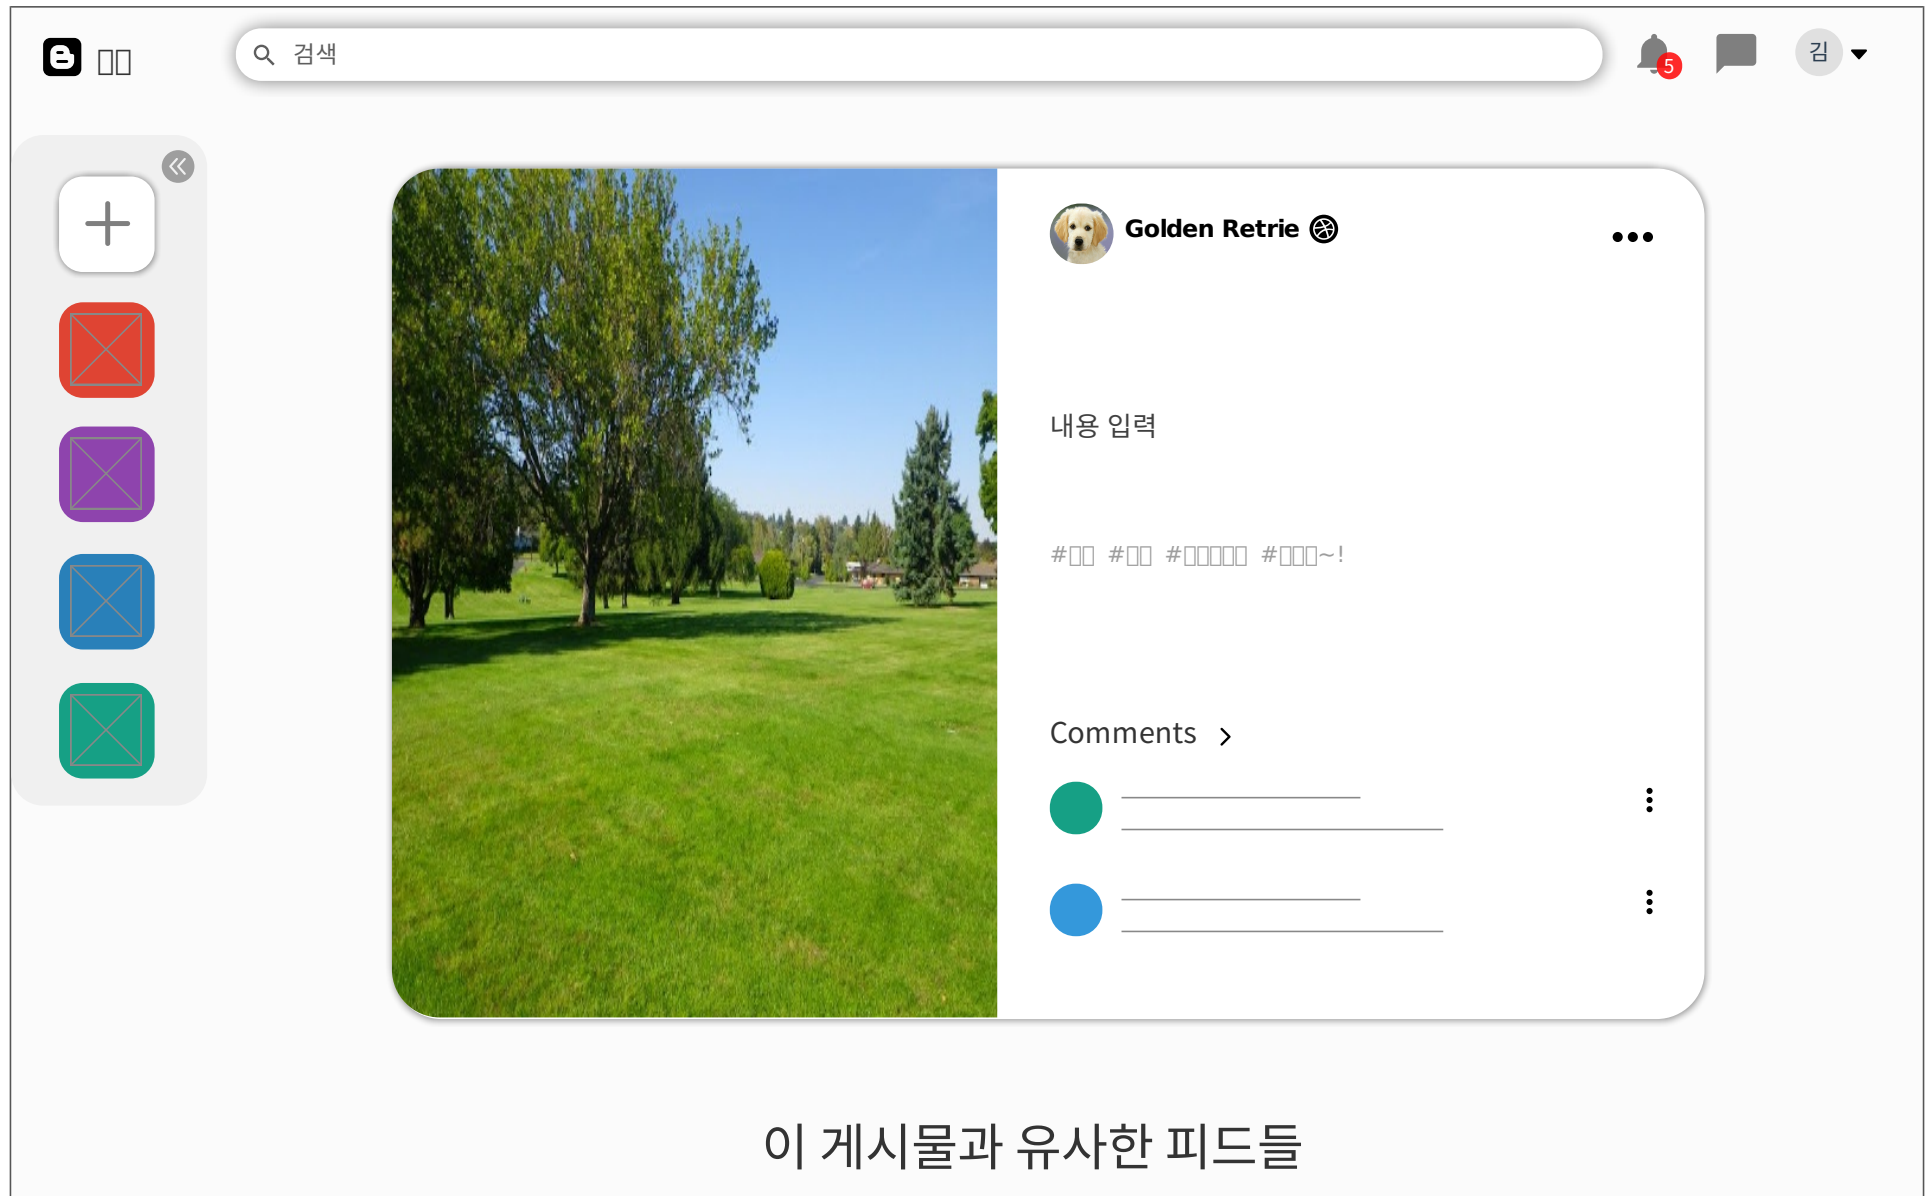 검색
5
김
Golden Retrie
내용 입력
Comments
이 게시물과 유사한 피드들